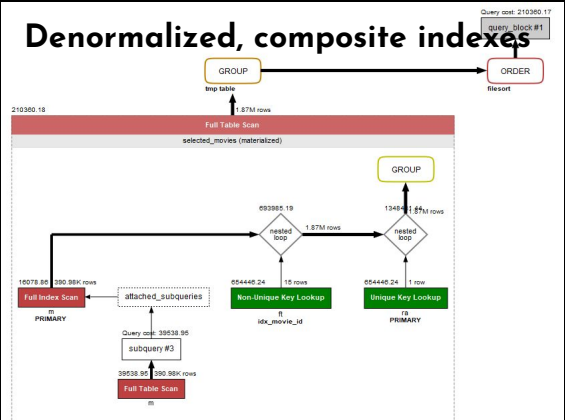 Query cost: 210360.17
Denormalized, composite indexes
query_block #1
GROUP
ORDER
tmp table
filesort
210360.18
1.87M rows
Full Table Scan
selected_movies (materialized)
GROUP
693985.19
1.87M rows
nested loop
1.87M rows
nested loop
16078.86
390.98K rows
654446.24
15 rows
654446.24
1 row
Full Index Scan
attached_subqueries
Non-Unique Key Lookup
Unique Key Lookup
m
PRIMARY
ft
idx_movie_id
ra
PRIMARY
Query cost: 39538.95
subquery #3
39538.95
390.98K rows
Full Table Scan
m